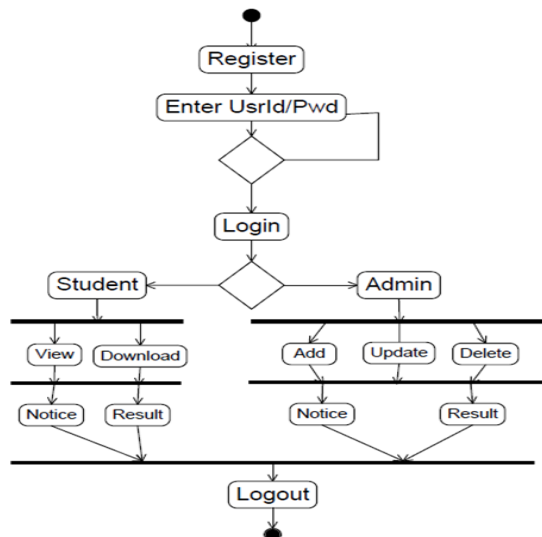 Register
Enter UsrId/Pwd
Login
Student
Admin
View
Download
Add
Update
Delete
Notice
Result
Notice
Result
Logout